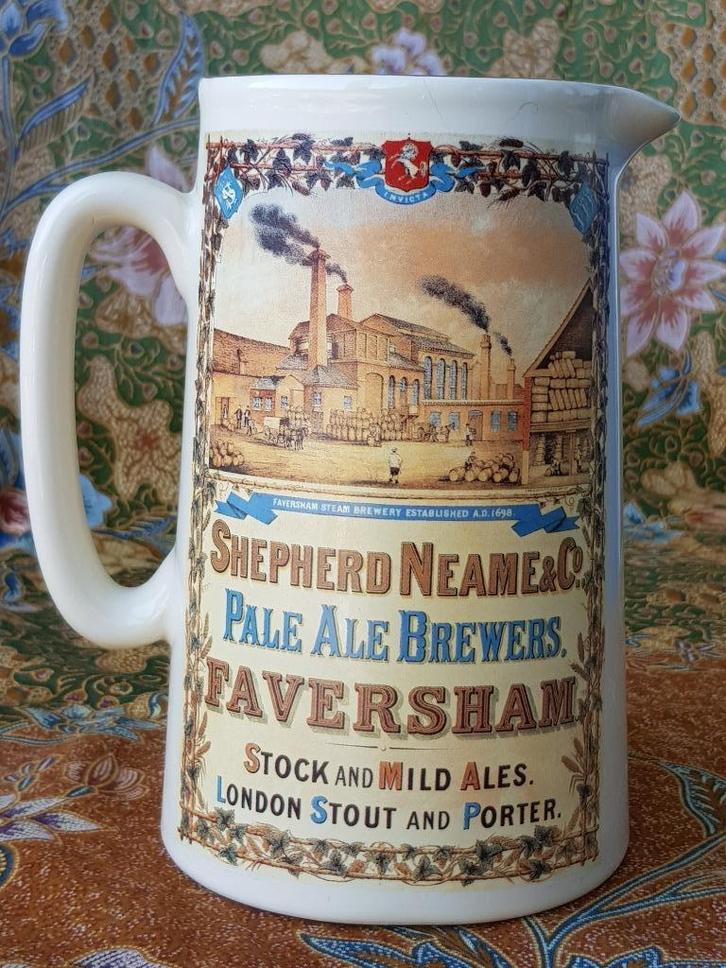 INVICTA
FAVERSHAM STEAM BREWERY ESTABLISHED A.D. 1698.
SHEPHERD NEAME & Co.
PALE ALE BREWERS.
FAVERSHAM.
STOCK AND MILD ALES.
LONDON STOUT AND PORTER.